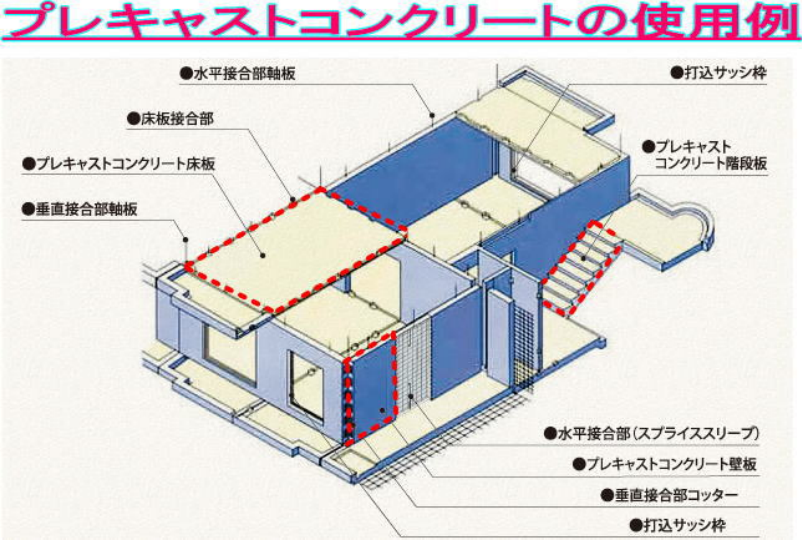 プレキャストコンクリートの使用例
●水平接合部軸板
●打込サッシ枠
●床板接合部
●プレキャスト
コンクリート階段板
●プレキャストコンクリート床板
●垂直接合部軸板
●水平接合部(スプライススリーブ)
●プレキャストコンクリート壁板
●垂直接合部コッター
●打込サッシ枠